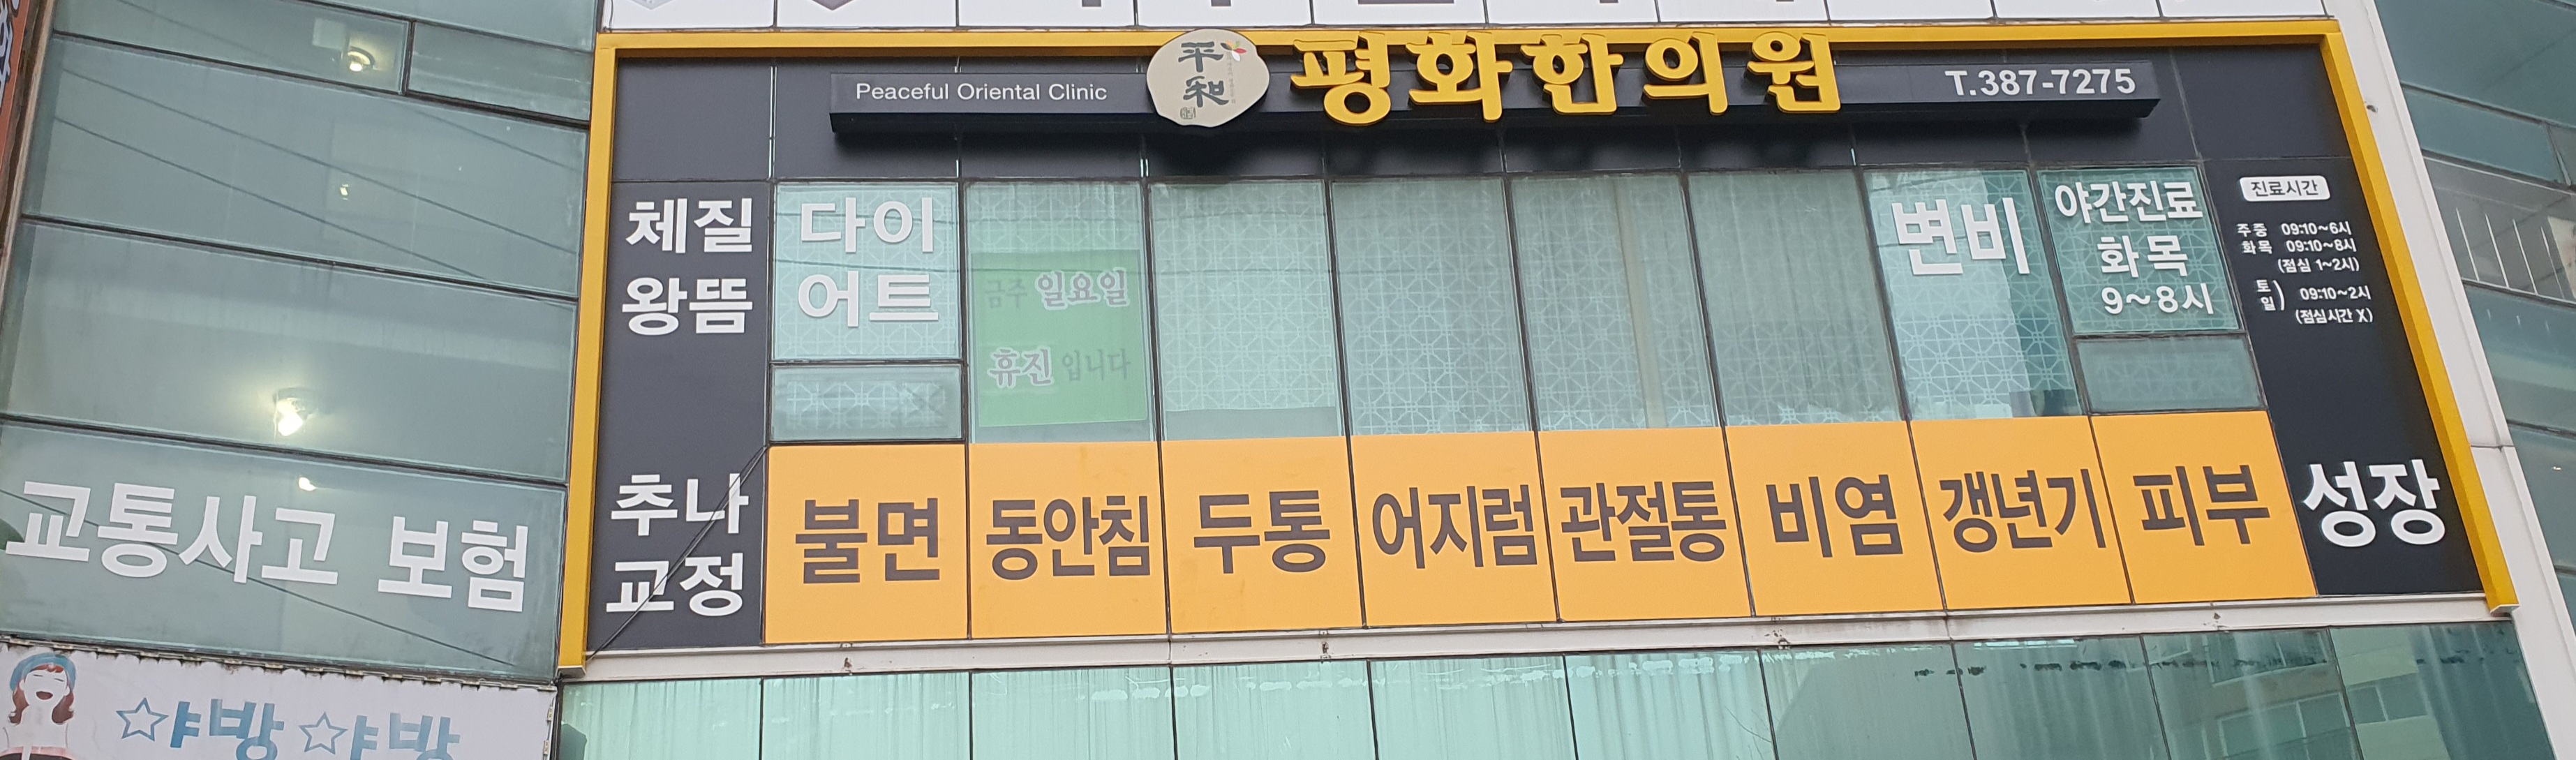 Peaceful Oriental Clinic
平和
평화한의원
T.387-7275
체질
왕뜸
다이
어트
금주 일요일
휴진 입니다
변비
야간진료
화목
9~8시
진료시간
주중 09:10~6시
화목 09:10~8시
(점심 1~2시)
토
일) 09:10~2시
(점심시간 X)
교통사고 보험
추나
교정
불면
동안침
두통
어지럼
관절통
비염
갱년기
피부
성장
☆야방☆야방